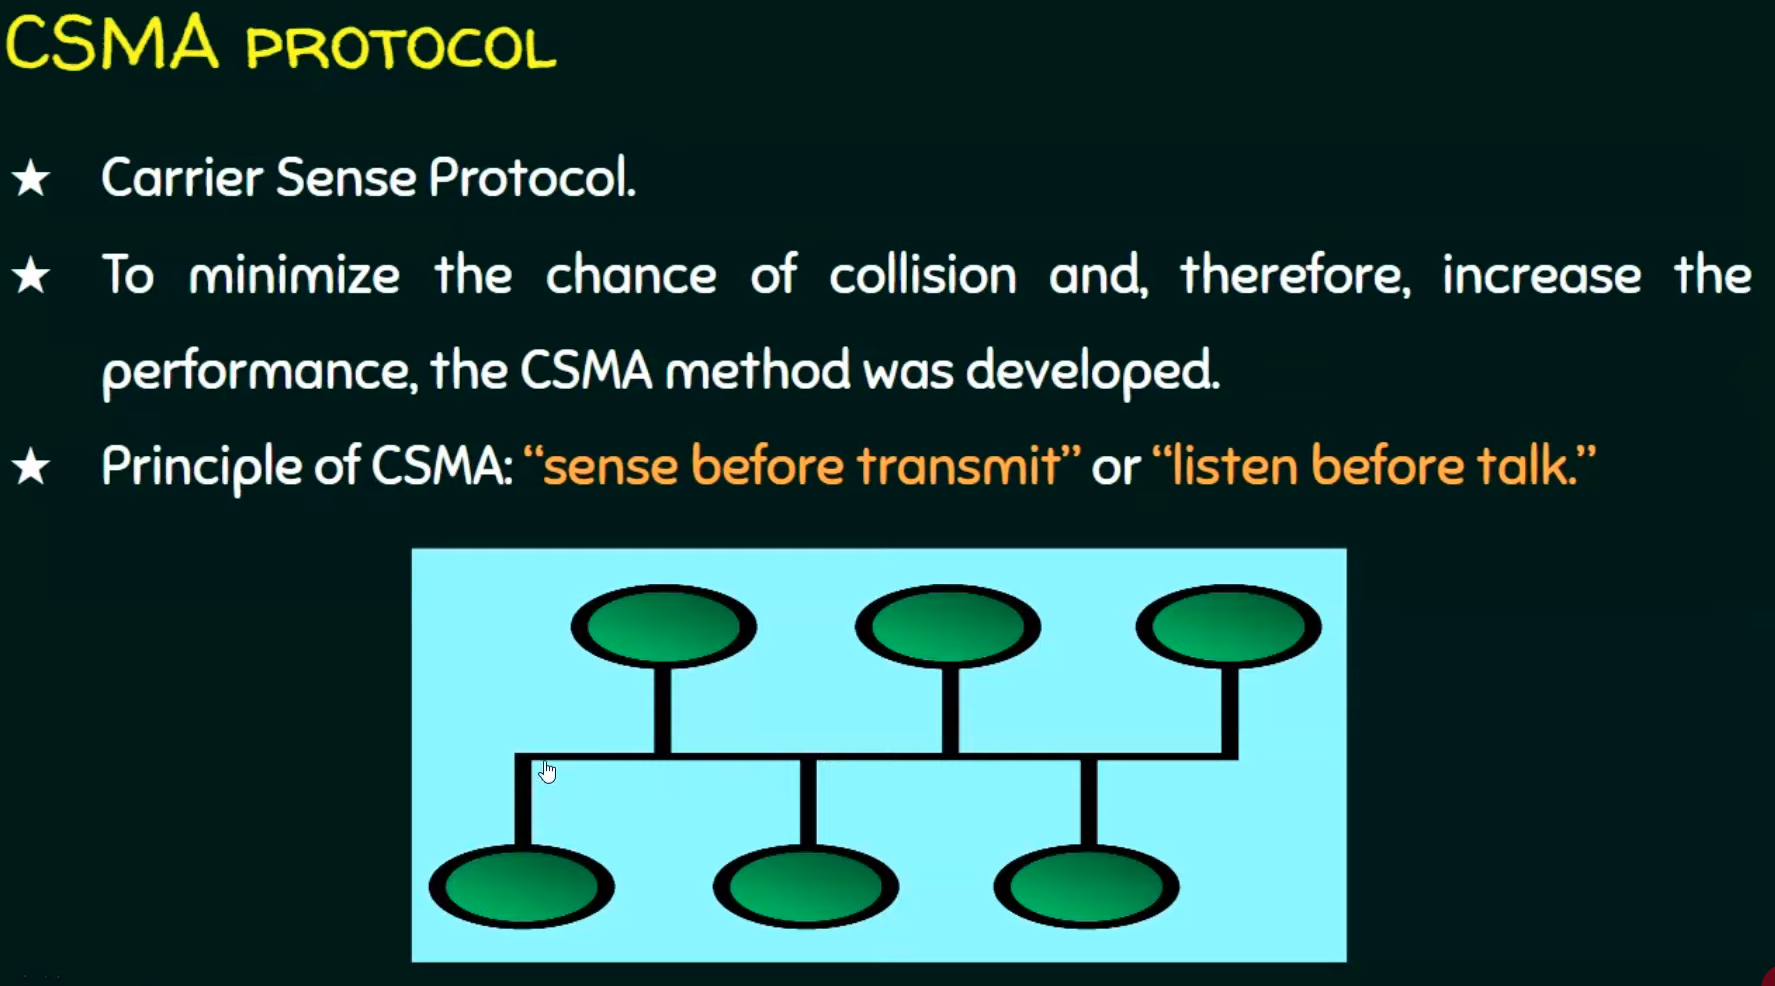 CSMA PROTOCOL
★ Carrier Sense Protocol.
★ To minimize the chance of collision and, therefore, increase the
performance, the CSMA method was developed.
★ Principle of CSMA: “sense before transmit” or “listen before talk.”